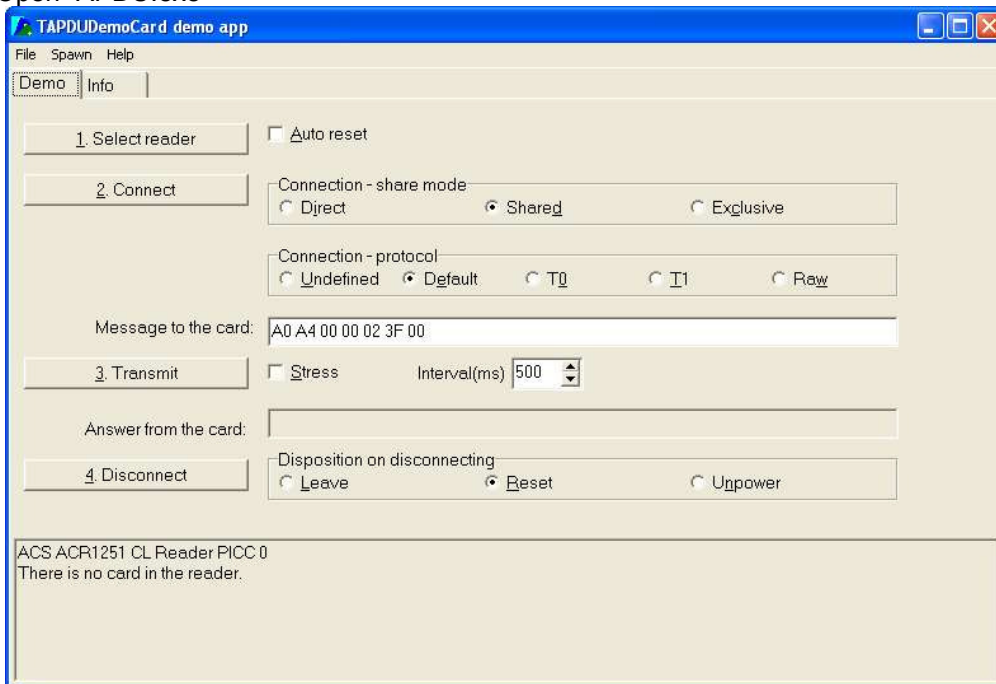 TAPDUDemoCard demo app
File Spawn Help
Demo Info
1. Select reader Auto reset
2. Connect Connection - share mode
Direct Shared Exclusive
Connection - protocol
Undefined Default T0 T1 Raw
Message to the card: A0 A4 00 00 02 3F 00
3. Transmit Stress Interval(ms) 500
Answer from the card:
4. Disconnect Disposition on disconnecting
Leave Reset Unpower
ACS ACR1251 CL Reader PICC 0
There is no card in the reader.